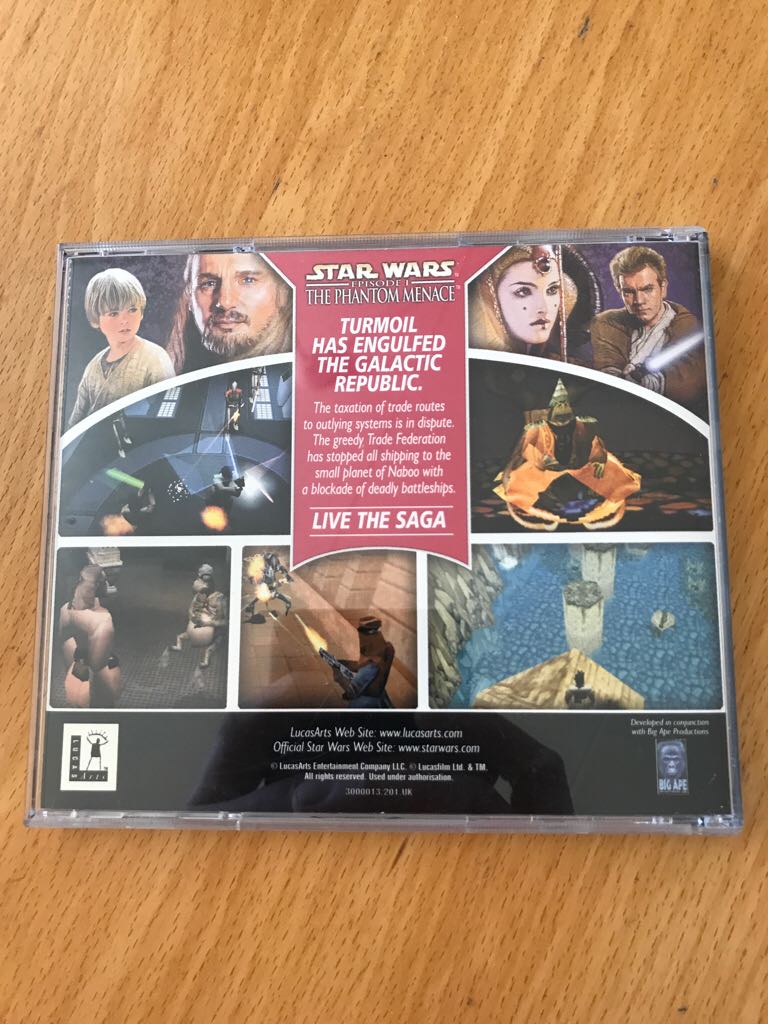 STAR WARS™
EPISODE I
THE PHANTOM MENACE™
TURMOIL
HAS ENGULFED
THE GALACTIC
REPUBLIC.
The taxation of trade routes
to outlying systems is in dispute.
The greedy Trade Federation
has stopped all shipping to the
small planet of Naboo with
a blockade of deadly battleships.
LIVE THE SAGA
LUCAS
Arts
LucasArts Web Site: www.lucasarts.com
Official Star Wars Web Site: www.starwars.com
© LucasArts Entertainment Company LLC. © Lucasfilm Ltd. & TM.
All rights reserved. Used under authorisation.
3000013.201.UK
Developed in conjunction
with Big Ape Productions
BIG APE